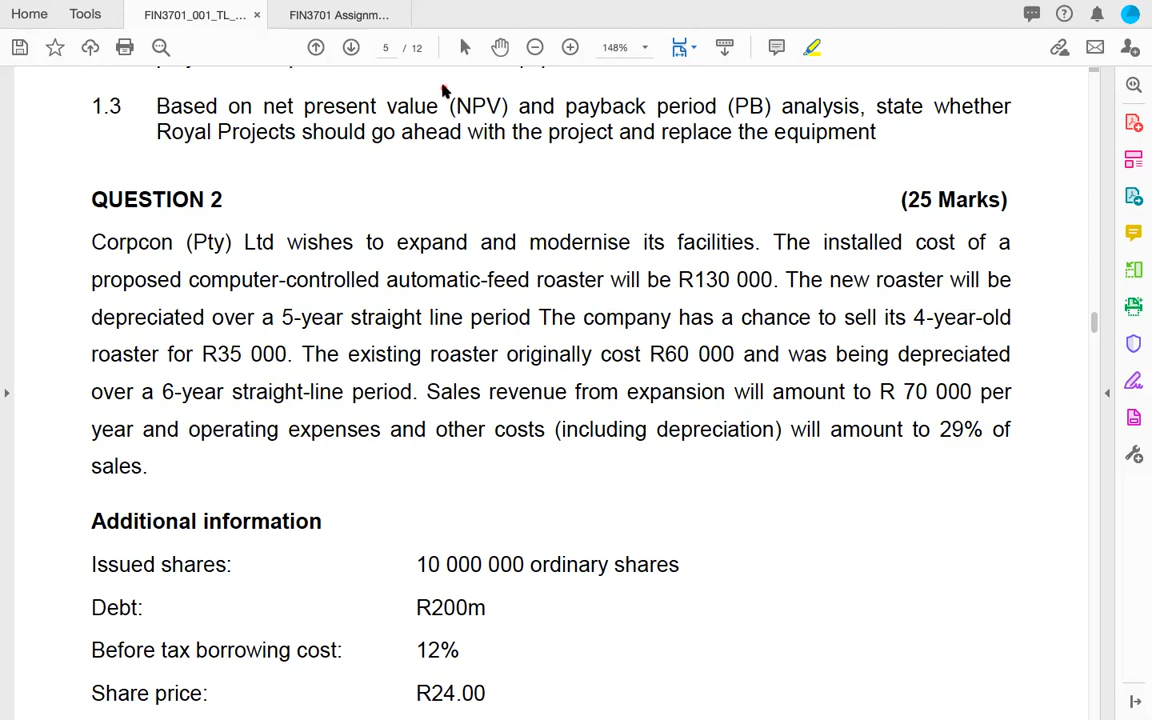 Home Tools FIN3701_001_TL_... × FIN3701 Assignm...
5 / 12 148%
1.3 Based on net present value (NPV) and payback period (PB) analysis, state whether
Royal Projects should go ahead with the project and replace the equipment
QUESTION 2 (25 Marks)
Corpcon (Pty) Ltd wishes to expand and modernise its facilities. The installed cost of a
proposed computer-controlled automatic-feed roaster will be R130 000. The new roaster will be
depreciated over a 5-year straight line period The company has a chance to sell its 4-year-old
roaster for R35 000. The existing roaster originally cost R60 000 and was being depreciated
over a 6-year straight-line period. Sales revenue from expansion will amount to R 70 000 per
year and operating expenses and other costs (including depreciation) will amount to 29% of
sales.
Additional information
Issued shares: 10 000 000 ordinary shares
Debt: R200m
Before tax borrowing cost: 12%
Share price: R24.00